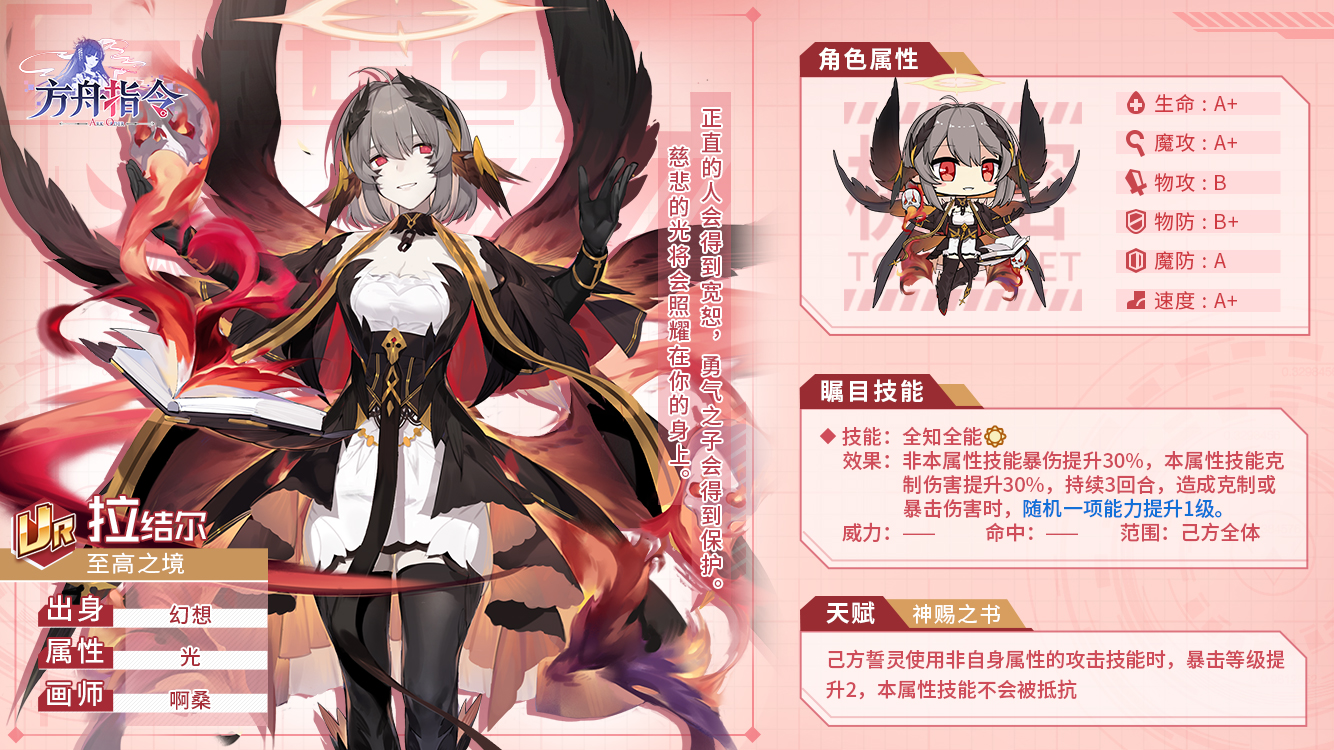 方舟指令
ARK ORDER
正直的人会得到宽恕，勇气之子会得到保护。
慈悲的光将会照耀在你的身上。
UR
拉结尔
至高之境
出身 幻想
属性 光
画师 啊桑
角色属性
生命：A+
魔攻：A+
物攻：B
物防：B+
魔防：A
速度：A+
瞩目技能
技能：全知全能
效果：非本属性技能暴伤提升30%，本属性技能克
制伤害提升30%，持续3回合，造成克制或
暴击伤害时，随机一项能力提升1级。
威力：—— 命中：—— 范围：己方全体
天赋 神赐之书
己方誓灵使用非自身属性的攻击技能时，暴击等级提
升2，本属性技能不会被抵抗